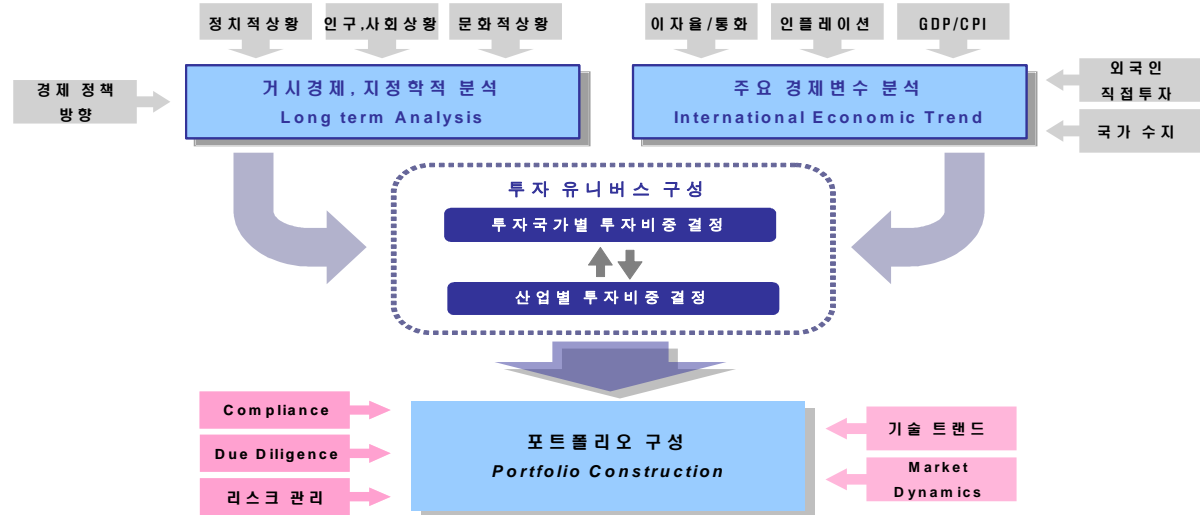 정치적상황
인구,사회상황
문화적상황
이자율/통화
인플레이션
GDP/CPI
경제 정책
방향
거시경제, 지정학적 분석
Long term Analysis
주요 경제변수 분석
International Economic Trend
외국인
직접투자
국가 수지
투자 유니버스 구성
투자국가별 투자비중 결정
산업별 투자비중 결정
Compliance
Due Diligence
리스크 관리
포트폴리오 구성
Portfolio Construction
기술 트랜드
Market
Dynamics